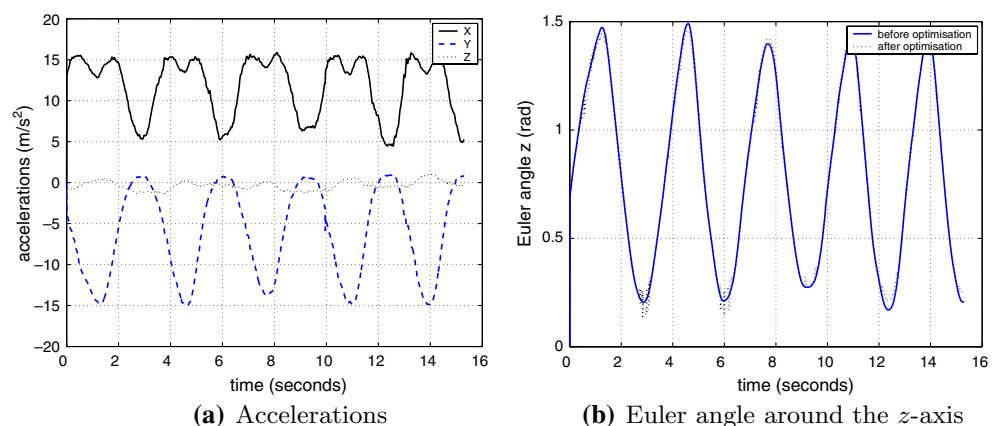 20
15
10
5
0
−5
−10
−15
−20
accelerations (m/s²)
X
Y
Z
0 2 4 6 8 10 12 14 16
time (seconds)
(a) Accelerations
1.5
1
0.5
0
Euler angle z (rad)
before optimisation
after optimisation
0 2 4 6 8 10 12 14 16
time (seconds)
(b) Euler angle around the z-axis